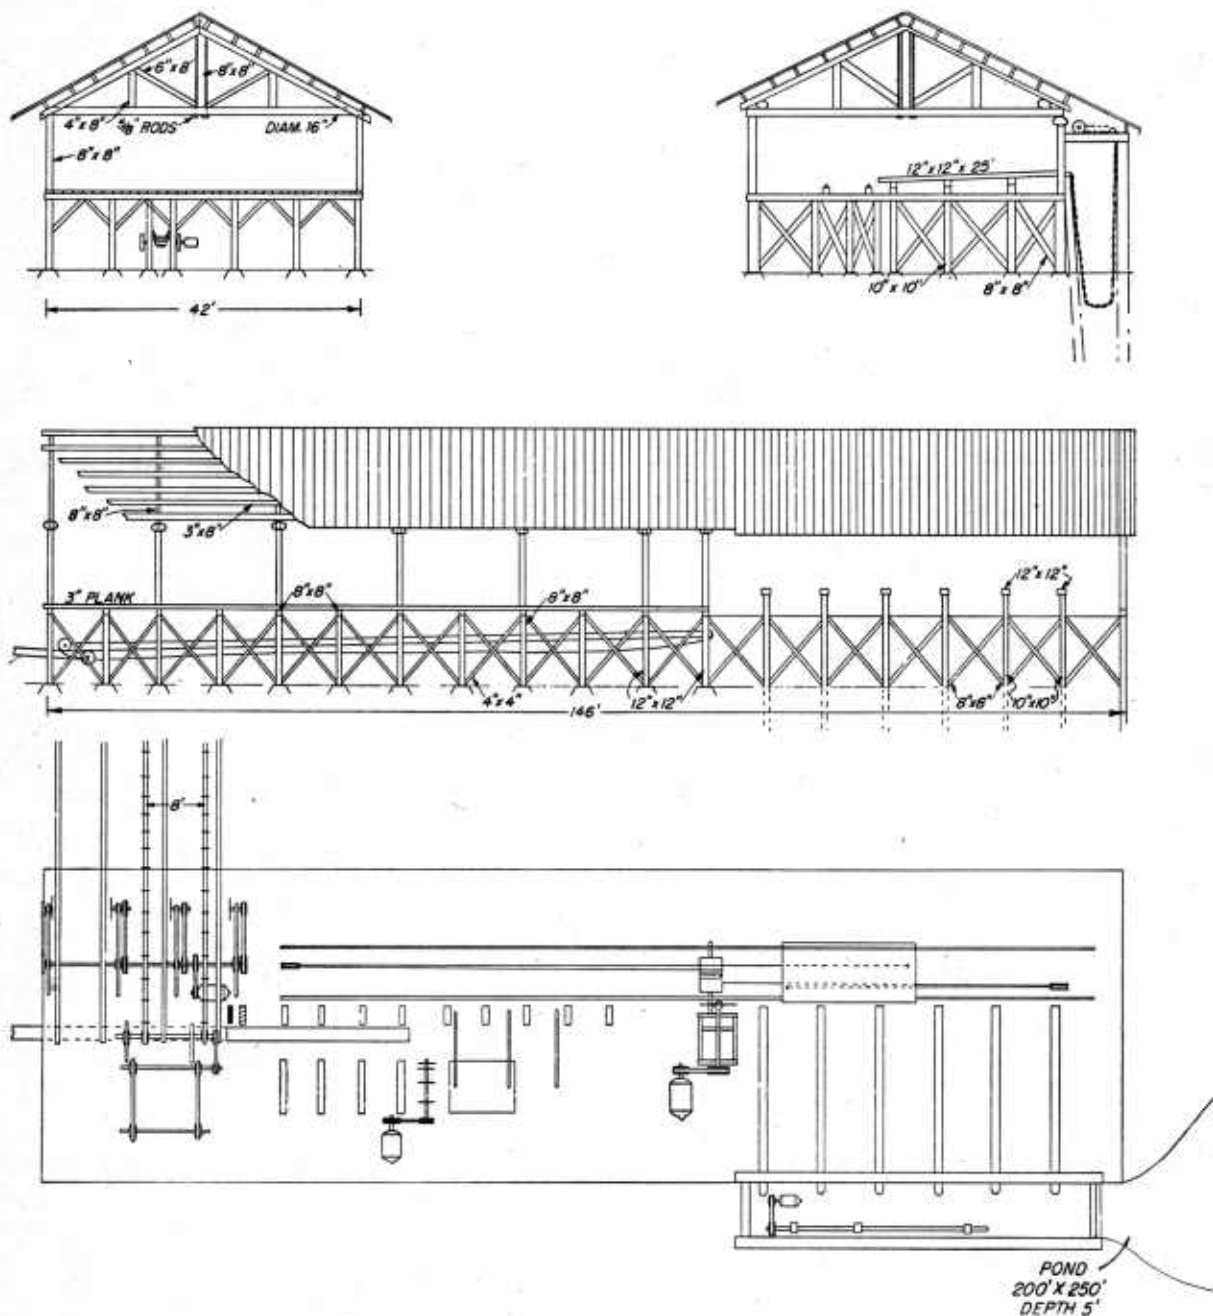 6"x8"
8"x8"
4"x8"
5/8" RODS
DIAM. 16"
8"x8"
42'
12"x12"x25'
10"x10"
8"x8"
8"x8"
3"x8"
3" PLANK
8"x8"
8"x8"
12"x12"
4"x4"
12"x12"
8"x8"
10"x10"
146'
8'
POND
200' X 250'
DEPTH 5'